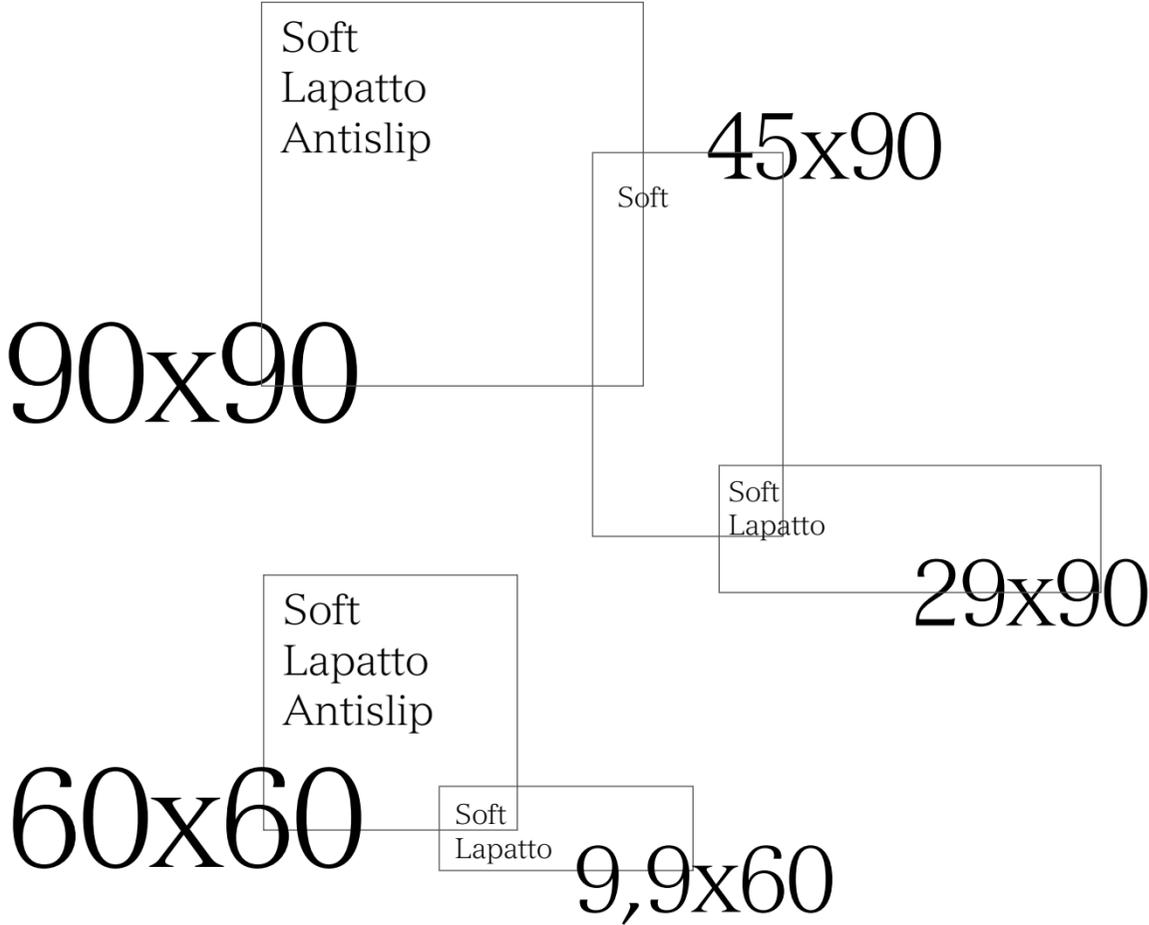 Soft
Lapatto
Antislip
90x90
45x90
Soft
Soft
Lapatto
29x90
Soft
Lapatto
Antislip
60x60
Soft
Lapatto
9,9x60